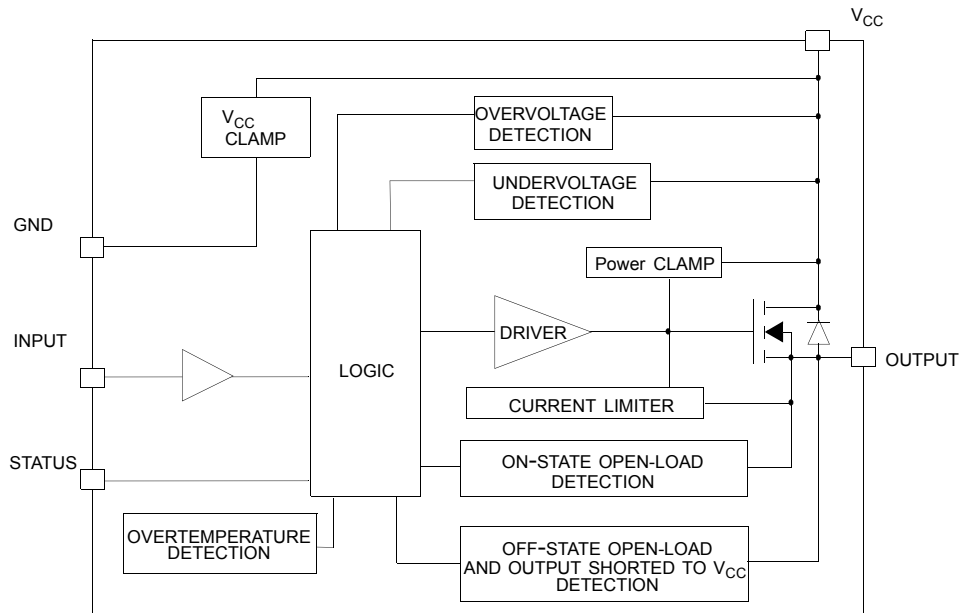 VCC
VCC
CLAMP
OVERVOLTAGE
DETECTION
UNDERVOLTAGE
DETECTION
GND
Power CLAMP
INPUT
DRIVER
LOGIC
OUTPUT
CURRENT LIMITER
STATUS
ON-STATE OPEN-LOAD
DETECTION
OVERTEMPERATURE
DETECTION
OFF-STATE OPEN-LOAD
AND OUTPUT SHORTED TO VCC
DETECTION